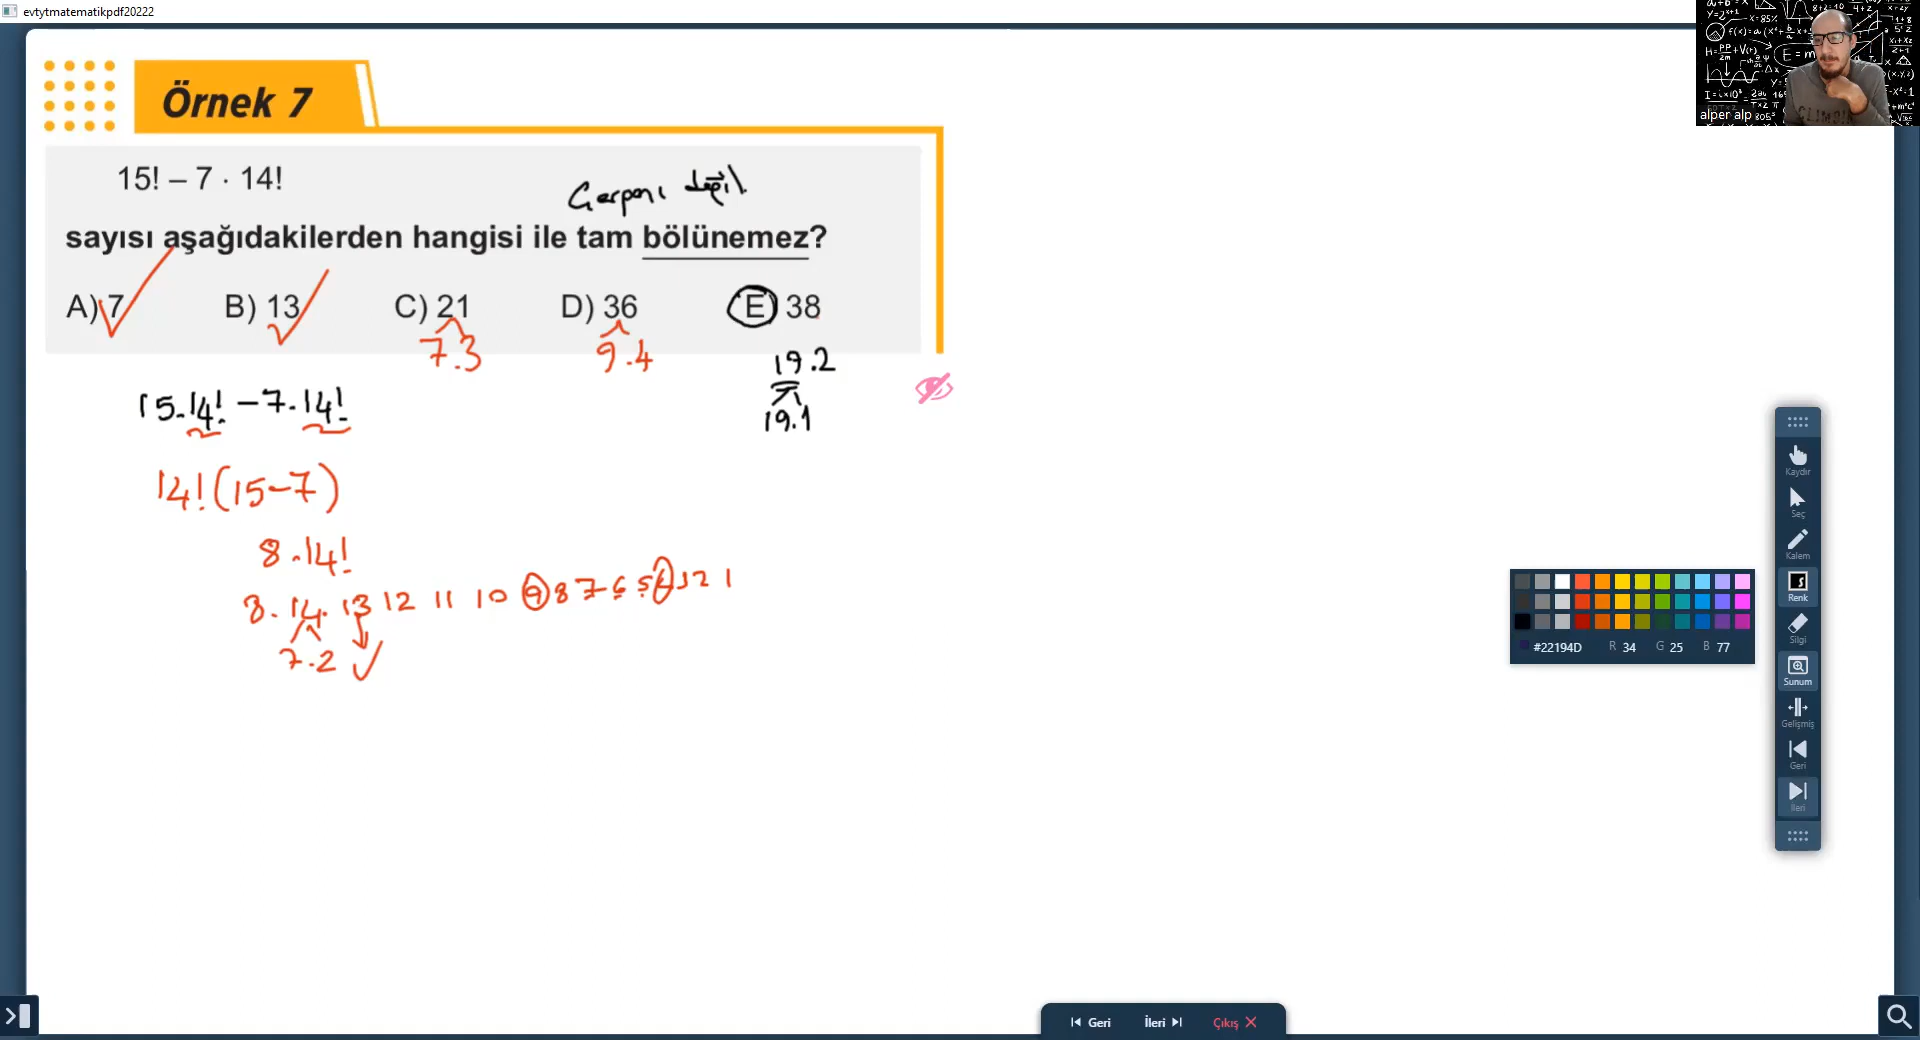 evtytmatematikpdf20222
Örnek 7
15! – 7 · 14!
Çarpanı değil.
sayısı aşağıdakilerden hangisi ile tam bölünemez?
A) 7 B) 13 C) 21 D) 36 E) 38
7.3 9.4 19.2
19.1
15.14! – 7.14!
14!(15–7)
8.14!
8.14.13 12 11 10 9 8 7 6 5 4 3 2 1
7.2
alper alp
Kaydır
Seç
Kalem
Renk
Silgi
Sunum
Gelişmiş
Geri
İleri
#22194D R 34 G 25 B 77
Geri İleri Çıkış